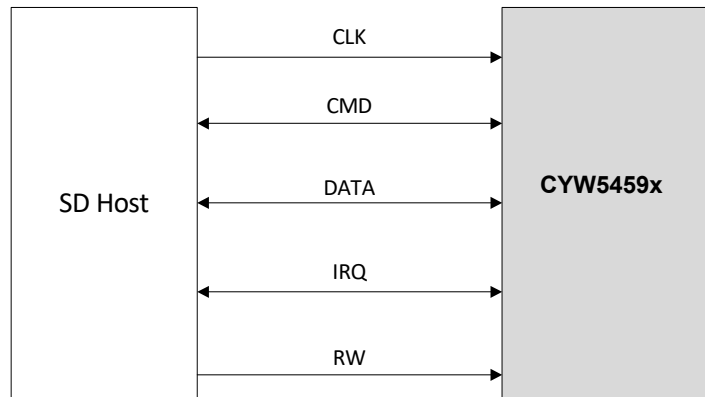 CLK
CMD
DATA
IRQ
RW
SD Host
CYW5459x